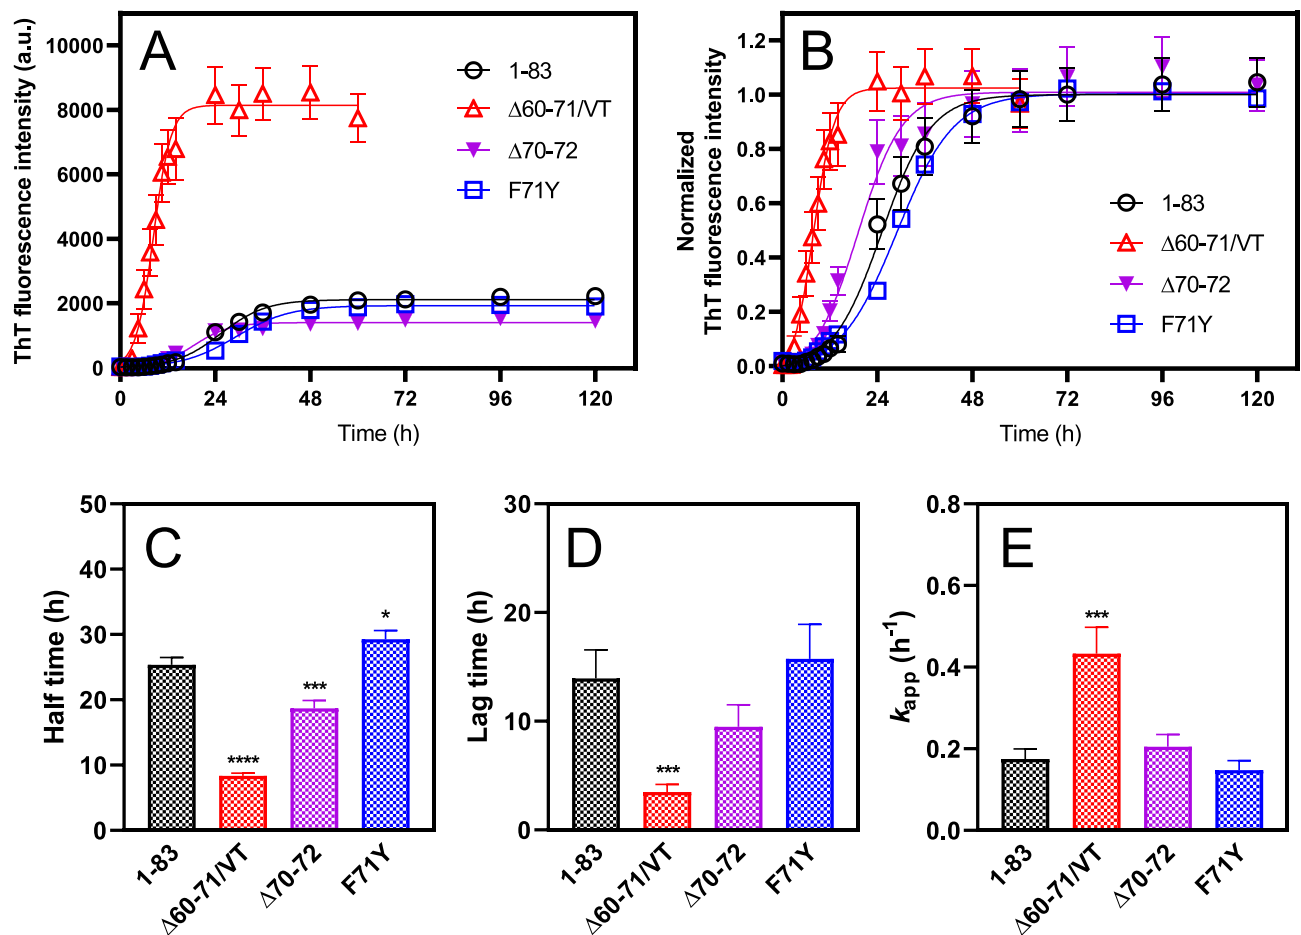 A
ThT fluorescence intensity (a.u.)
10000
8000
6000
4000
2000
0
1-83
Δ60-71/VT
Δ70-72
F71Y
0 24 48 72 96 120
Time (h)
B
Normalized
ThT fluorescence intensity
1.2
1.0
0.8
0.6
0.4
0.2
0.0
1-83
Δ60-71/VT
Δ70-72
F71Y
0 24 48 72 96 120
Time (h)
C
Half time (h)
50
40
30
20
10
0
****
***
*
1-83
Δ60-71/VT
Δ70-72
F71Y
D
Lag time (h)
30
20
10
0
***
1-83
Δ60-71/VT
Δ70-72
F71Y
E
kapp (h⁻¹)
0.8
0.6
0.4
0.2
0.0
***
1-83
Δ60-71/VT
Δ70-72
F71Y